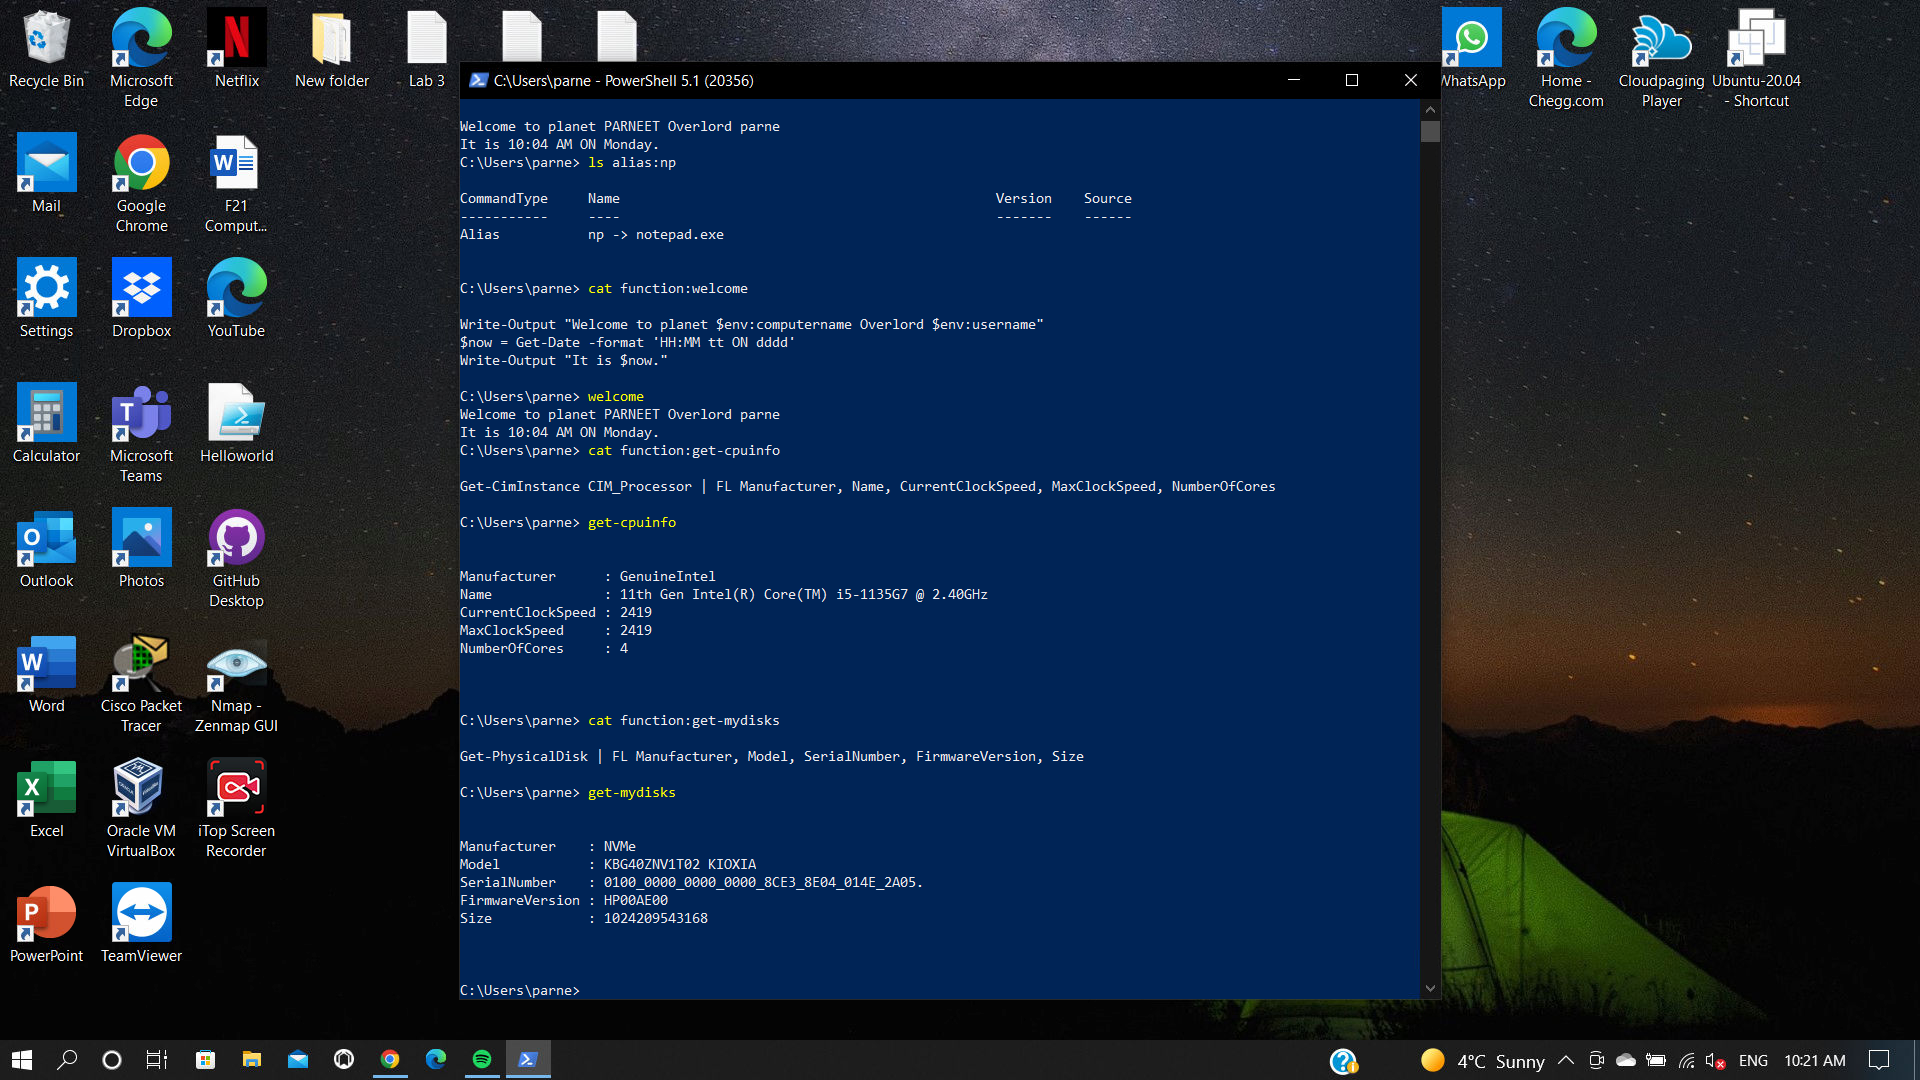 Recycle Bin
Microsoft
Edge
Netflix
New folder
Lab 3
WhatsApp
Home -
Chegg.com
Cloudpaging
Player
Ubuntu-20.04
- Shortcut
Mail
Google
Chrome
F21
Comput...
Settings
Dropbox
YouTube
Calculator
Microsoft
Teams
Helloworld
Outlook
Photos
GitHub
Desktop
Word
Cisco Packet
Tracer
Nmap -
Zenmap GUI
Excel
Oracle VM
VirtualBox
iTop Screen
Recorder
PowerPoint
TeamViewer
C:\Users\parne - PowerShell 5.1 (20356)
Welcome to planet PARNEET Overlord parne
It is 10:04 AM ON Monday.
C:\Users\parne> ls alias:np
CommandType Name Version Source
----------- ---- ------- ------
Alias np -> notepad.exe
C:\Users\parne> cat function:welcome
Write-Output "Welcome to planet $env:computername Overlord $env:username"
$now = Get-Date -format 'HH:MM tt ON dddd'
Write-Output "It is $now."
C:\Users\parne> welcome
Welcome to planet PARNEET Overlord parne
It is 10:04 AM ON Monday.
C:\Users\parne> cat function:get-cpuinfo
Get-CimInstance CIM_Processor | FL Manufacturer, Name, CurrentClockSpeed, MaxClockSpeed, NumberOfCores
C:\Users\parne> get-cpuinfo
Manufacturer : GenuineIntel
Name : 11th Gen Intel(R) Core(TM) i5-1135G7 @ 2.40GHz
CurrentClockSpeed : 2419
MaxClockSpeed : 2419
NumberOfCores : 4
C:\Users\parne> cat function:get-mydisks
Get-PhysicalDisk | FL Manufacturer, Model, SerialNumber, FirmwareVersion, Size
C:\Users\parne> get-mydisks
Manufacturer : NVMe
Model : KBG40ZNV1T02 KIOXIA
SerialNumber : 0100_0000_0000_0000_8CE3_8E04_014E_2A05.
FirmwareVersion : HP00AE00
Size : 1024209543168
C:\Users\parne>
4°C Sunny
ENG
10:21 AM